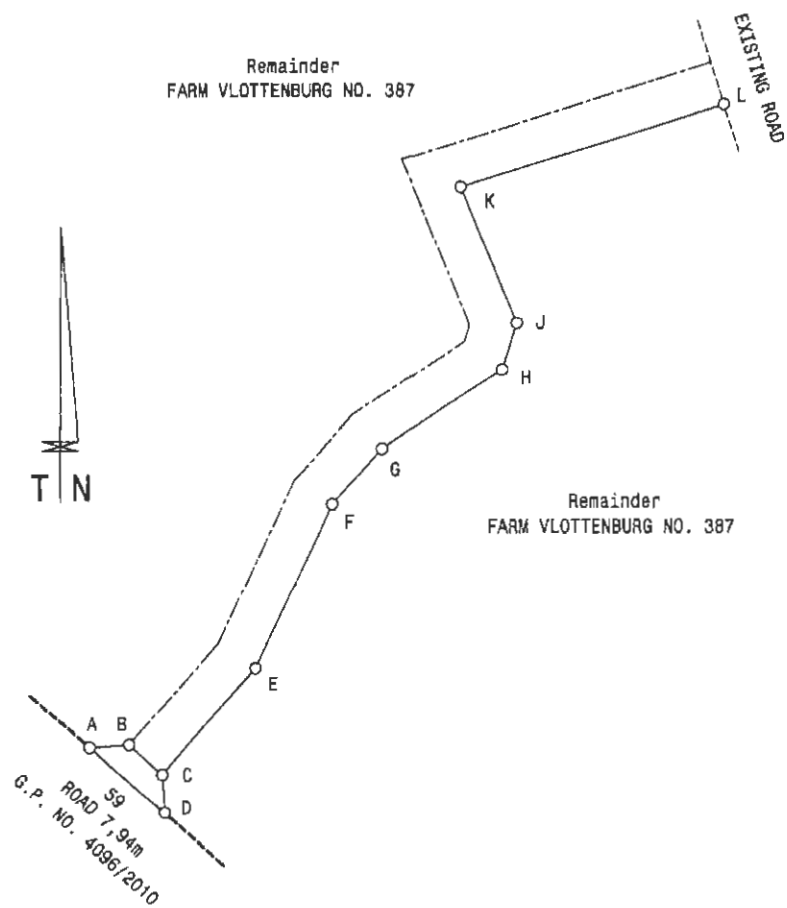 Remainder
FARM VLOTTENBURG NO. 387
EXISTING ROAD
L
K
J
H
G
F
T N
Remainder
FARM VLOTTENBURG NO. 387
E
A
B
C
D
59
ROAD 7,94m
G.P. NO. 4096/2010